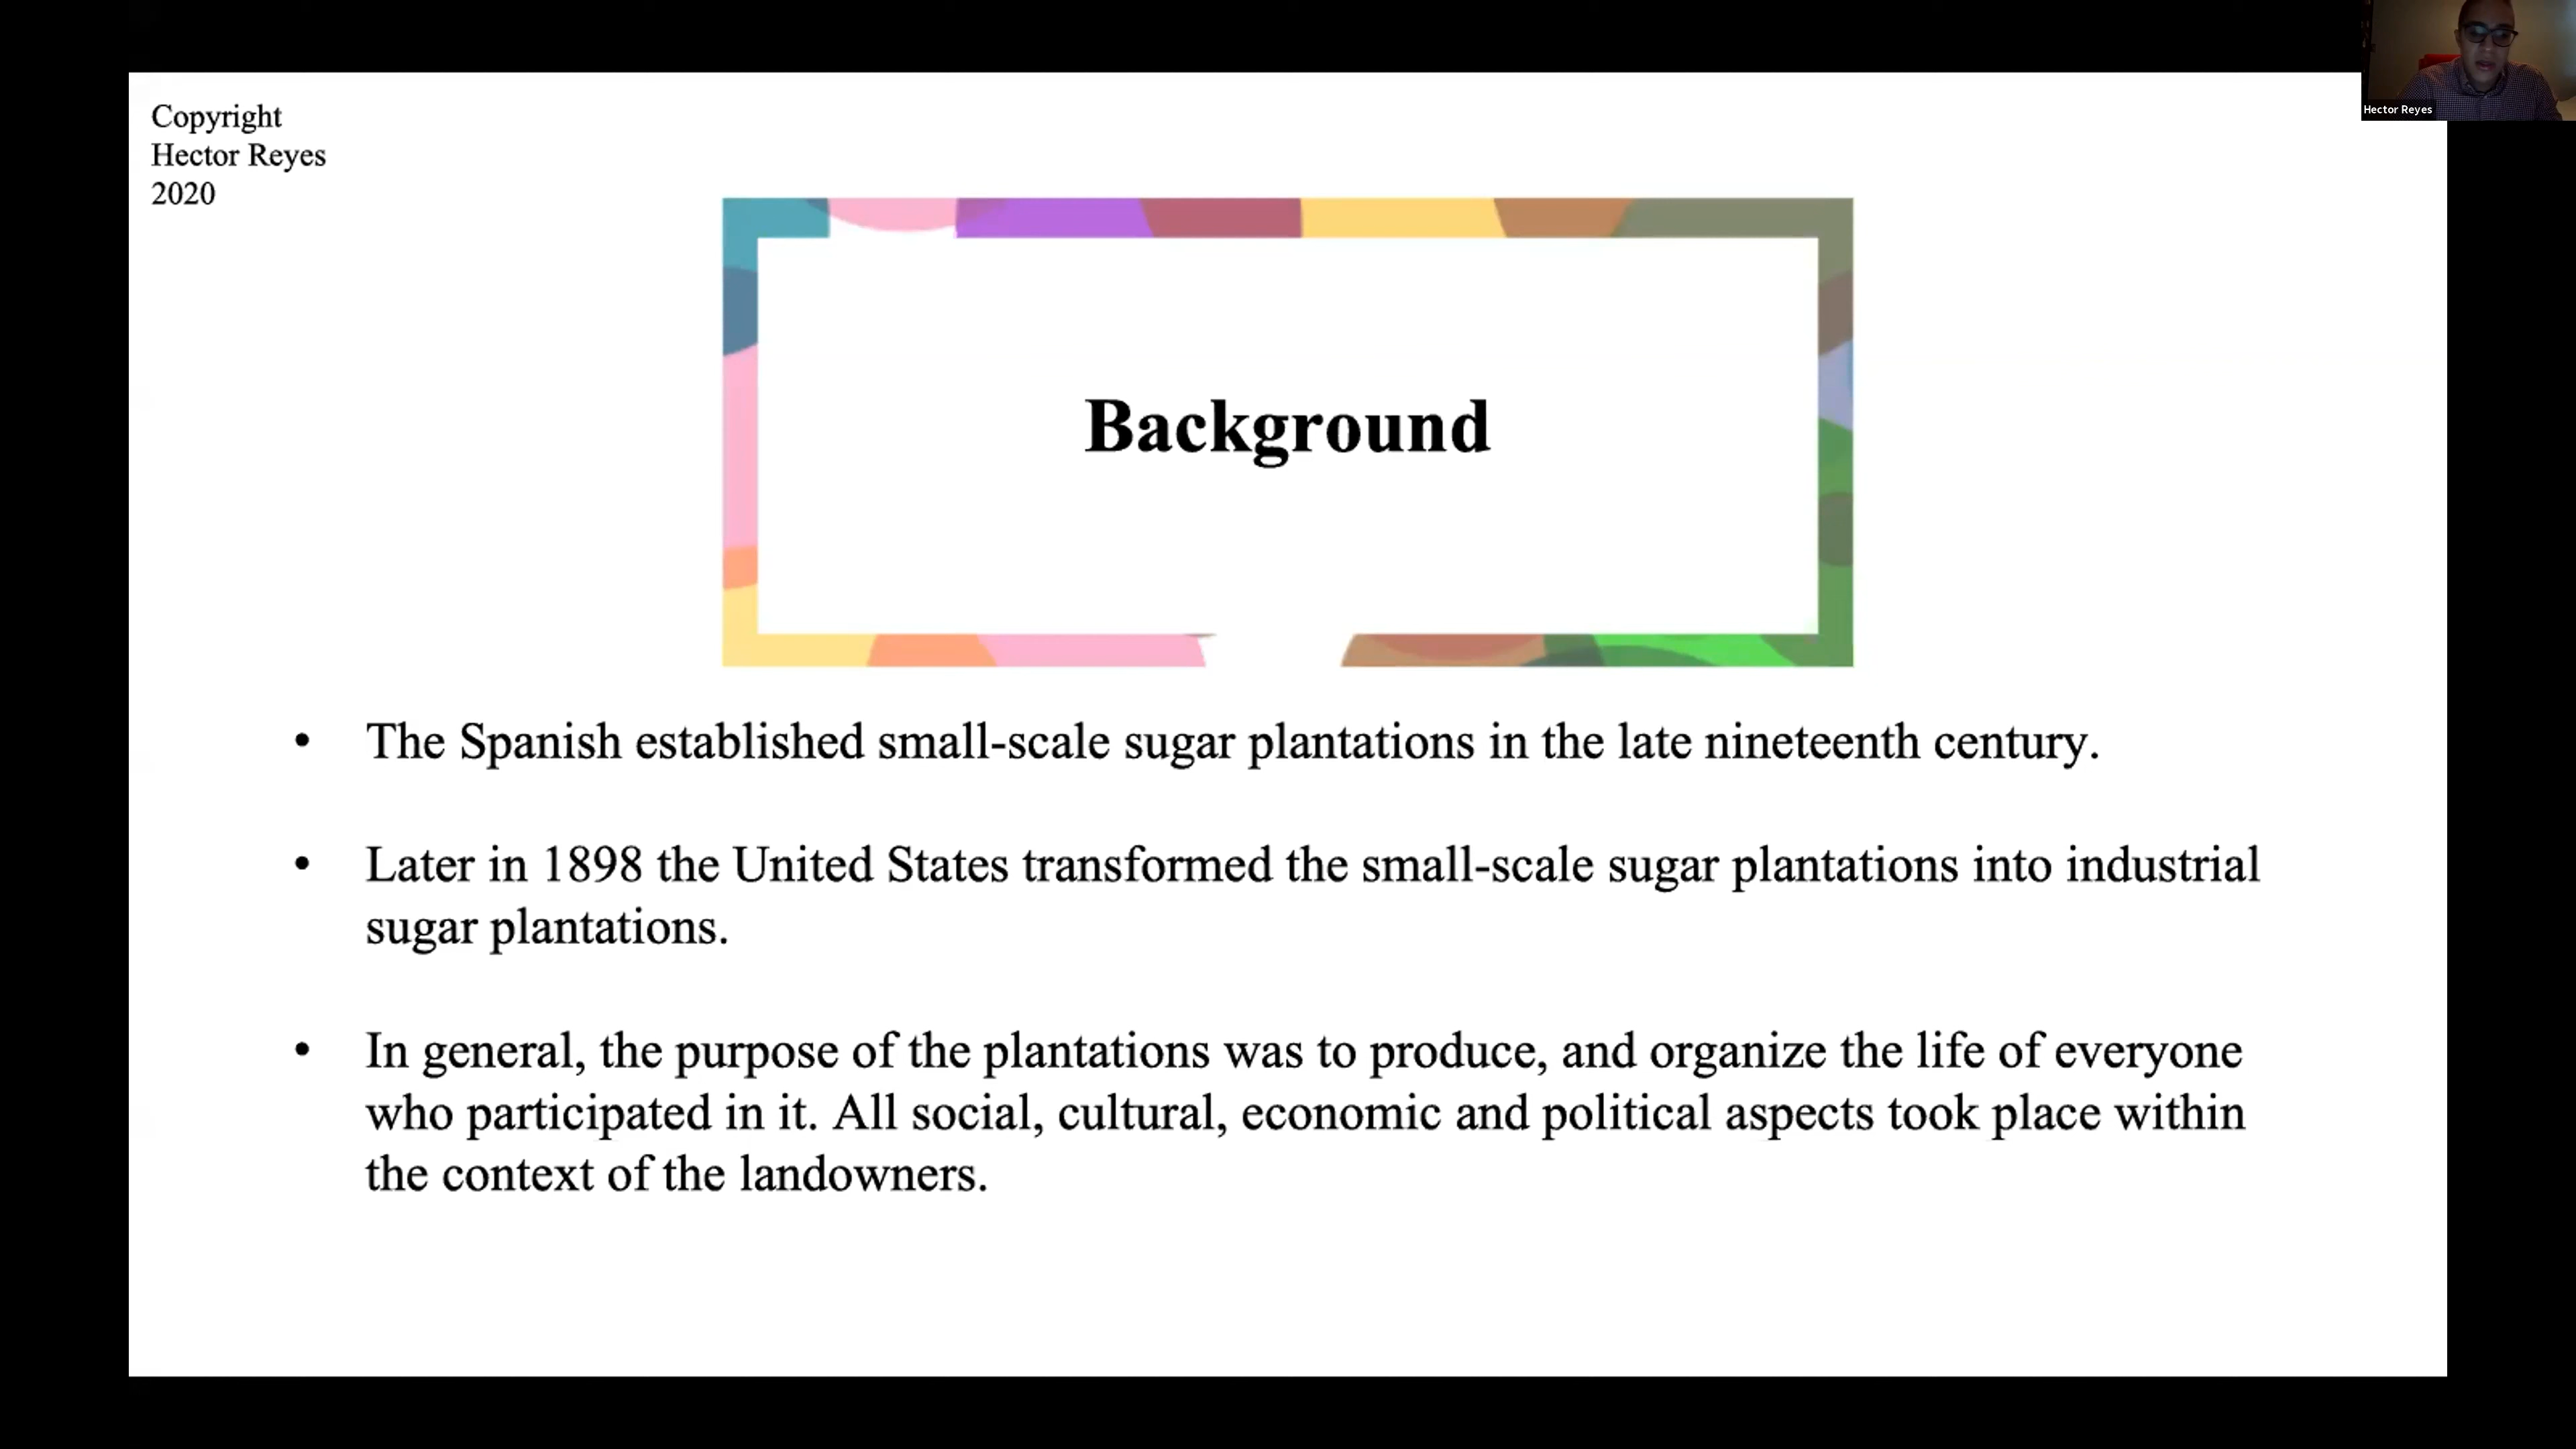 Copyright
Hector Reyes
2020
Hector Reyes
Background
• The Spanish established small-scale sugar plantations in the late nineteenth century.
• Later in 1898 the United States transformed the small-scale sugar plantations into industrial
sugar plantations.
• In general, the purpose of the plantations was to produce, and organize the life of everyone
who participated in it. All social, cultural, economic and political aspects took place within
the context of the landowners.